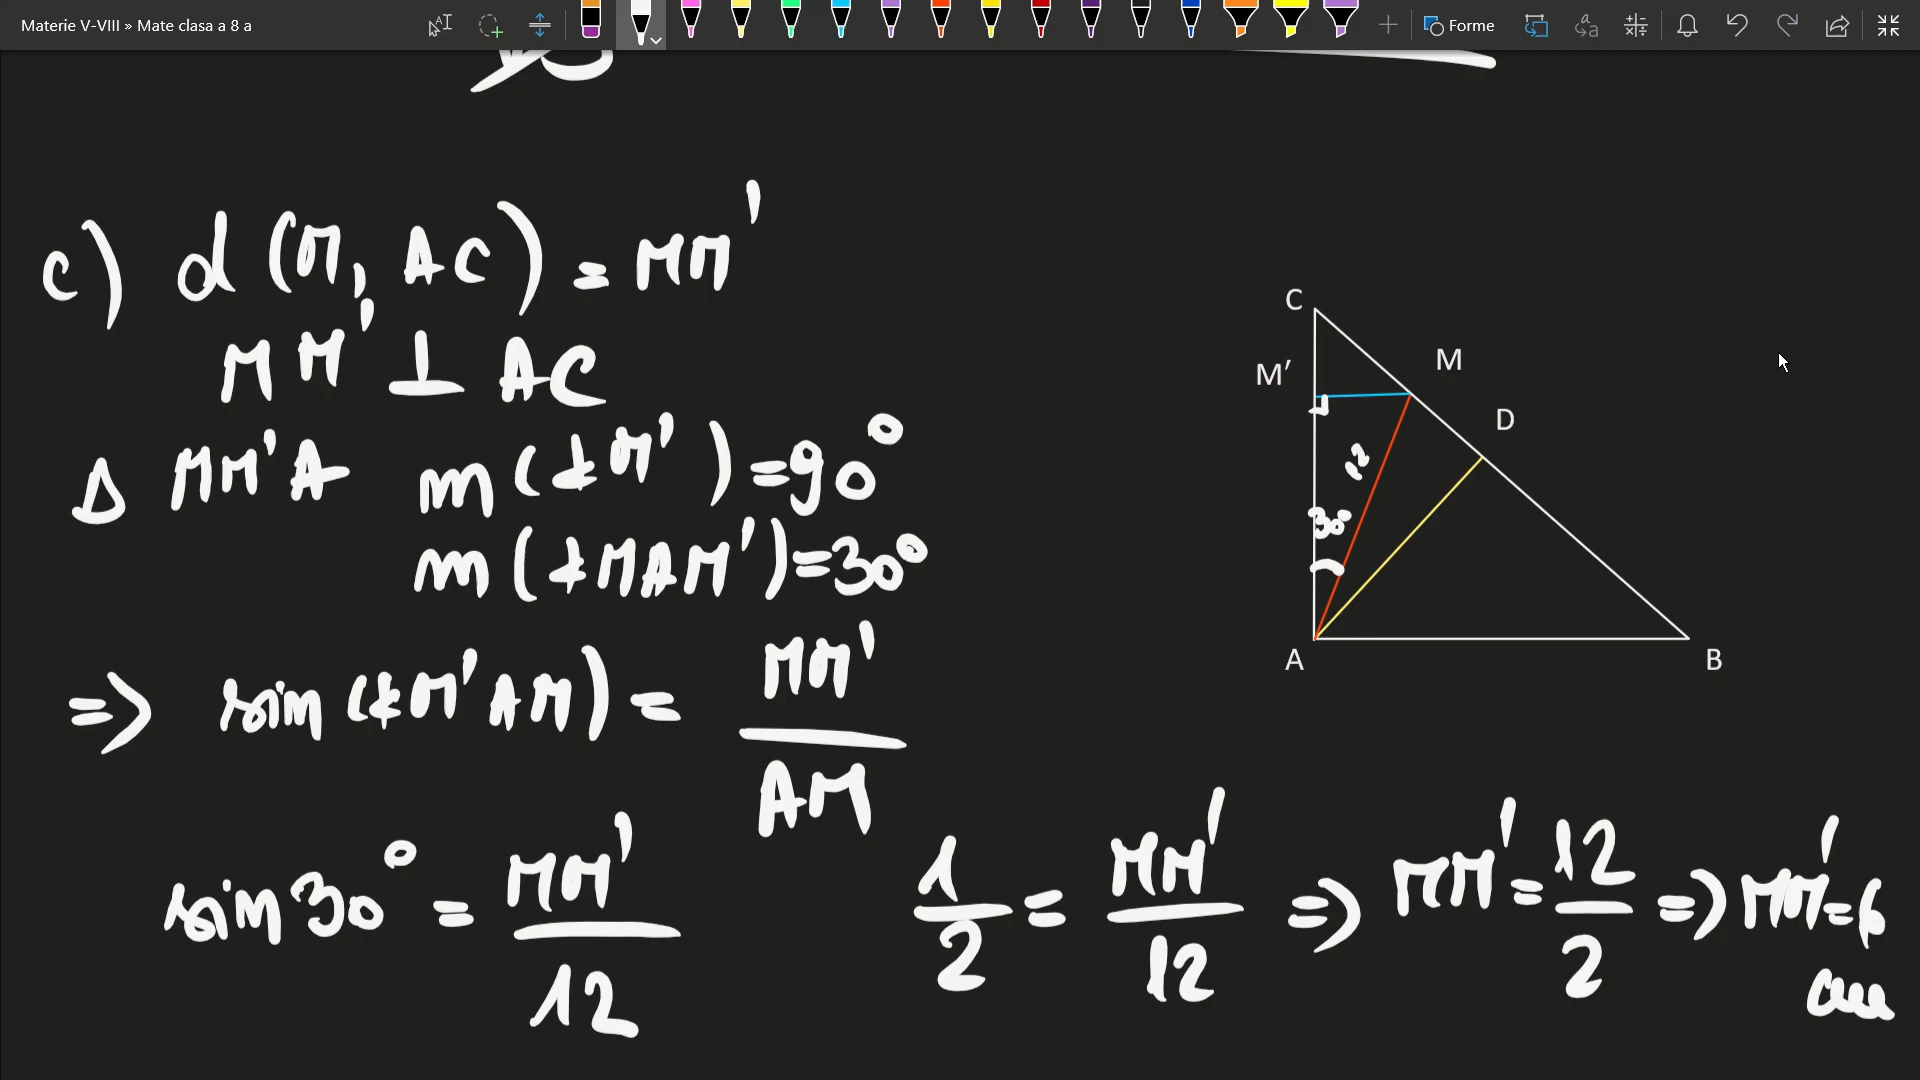 Materie V-VIII » Mate clasa a 8 a
Forme
c) d (M, AC) = MM'
MM' ⊥ AC
Δ MM'A m(∡M') = 90°
m(∡MAM') = 30°
=> sin(∡M'AM) = MM'/AM
sin 30° = MM'/12 1/2 = MM'/12 => MM' = 12/2 => MM' = 6
cm
C
M
M'
D
12
30°
A
B